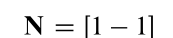 𝐍 = [1 − 1]